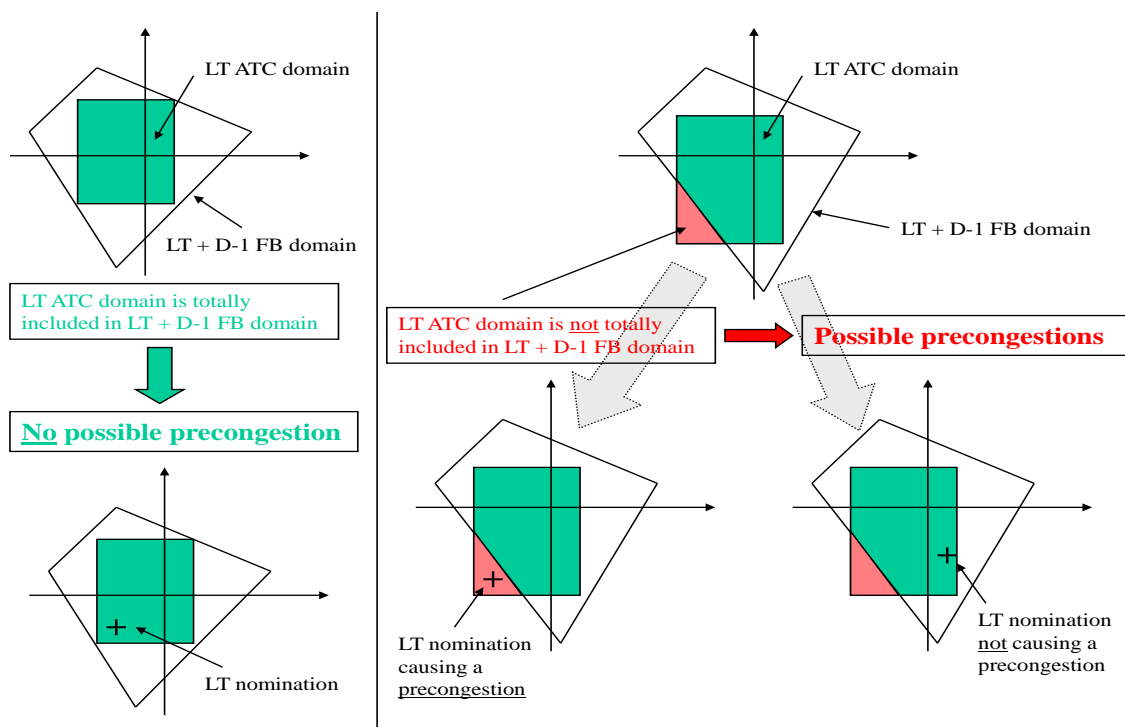 LT ATC domain
LT + D-1 FB domain
LT ATC domain is totally
included in LT + D-1 FB domain
No possible precongestion
LT nomination
LT ATC domain
LT + D-1 FB domain
LT ATC domain is not totally
included in LT + D-1 FB domain
Possible precongestions
LT nomination
causing a
precongestion
LT nomination
not causing a
precongestion